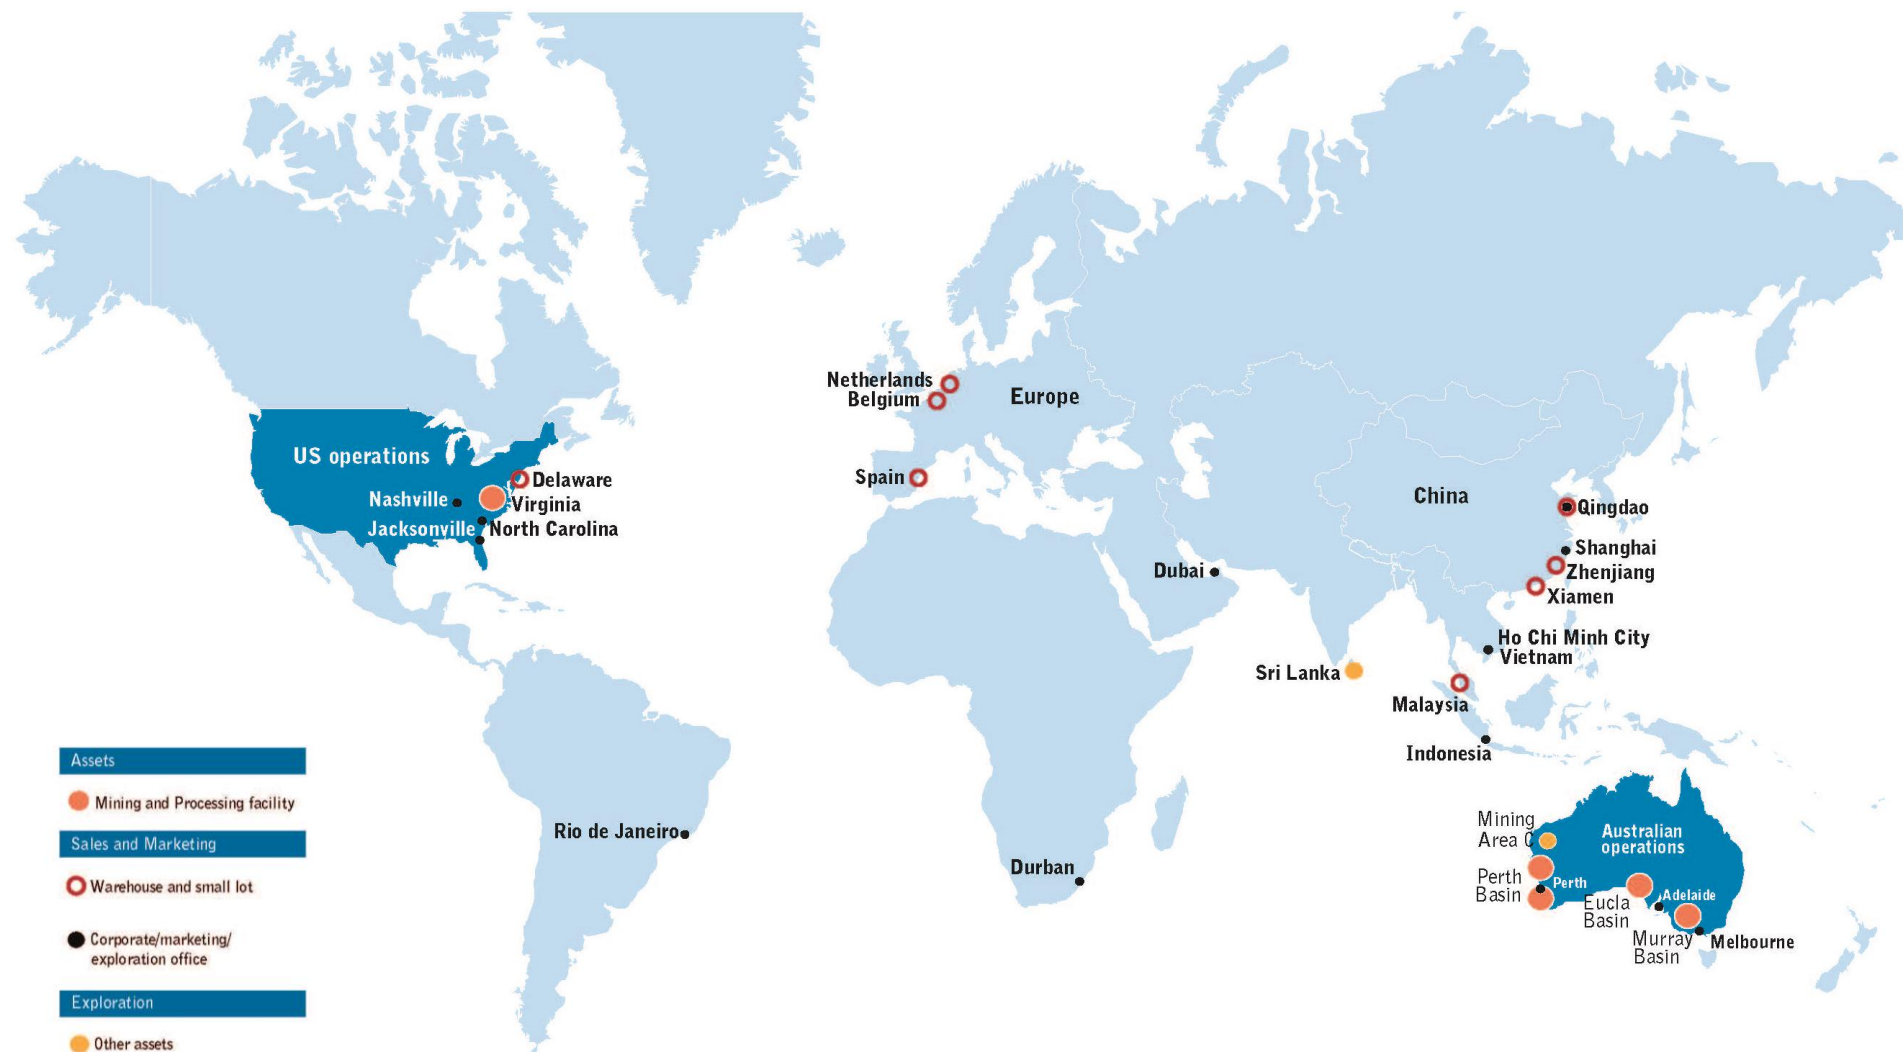 Netherlands
Belgium
Europe
US operations
Spain
Delaware
Nashville
Virginia
Jacksonville
North Carolina
China
Qingdao
Shanghai
Dubai
Zhenjiang
Xiamen
Ho Chi Minh City
Vietnam
Sri Lanka
Malaysia
Indonesia
Rio de Janeiro
Durban
Mining
Area C
Australian
operations
Perth
Basin
Perth
Adelaide
Eucla
Basin
Murray
Basin
Melbourne
Assets
Mining and Processing facility
Sales and Marketing
Warehouse and small lot
Corporate/marketing/
exploration office
Exploration
Other assets